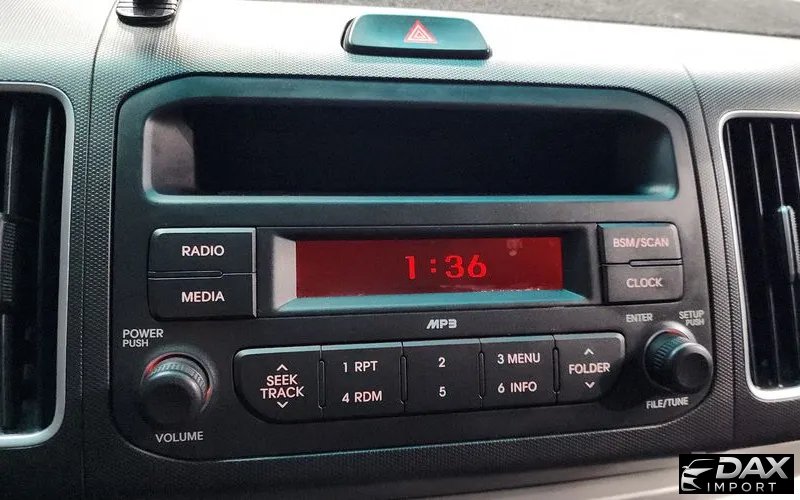 RADIO
MEDIA
1:36
BSM/SCAN
CLOCK
MP3
POWER
PUSH
VOLUME
SEEK
TRACK
1 RPT
4 RDM
2
5
3 MENU
6 INFO
FOLDER
ENTER
SETUP
PUSH
FILE/TUNE
DAX
IMPORT